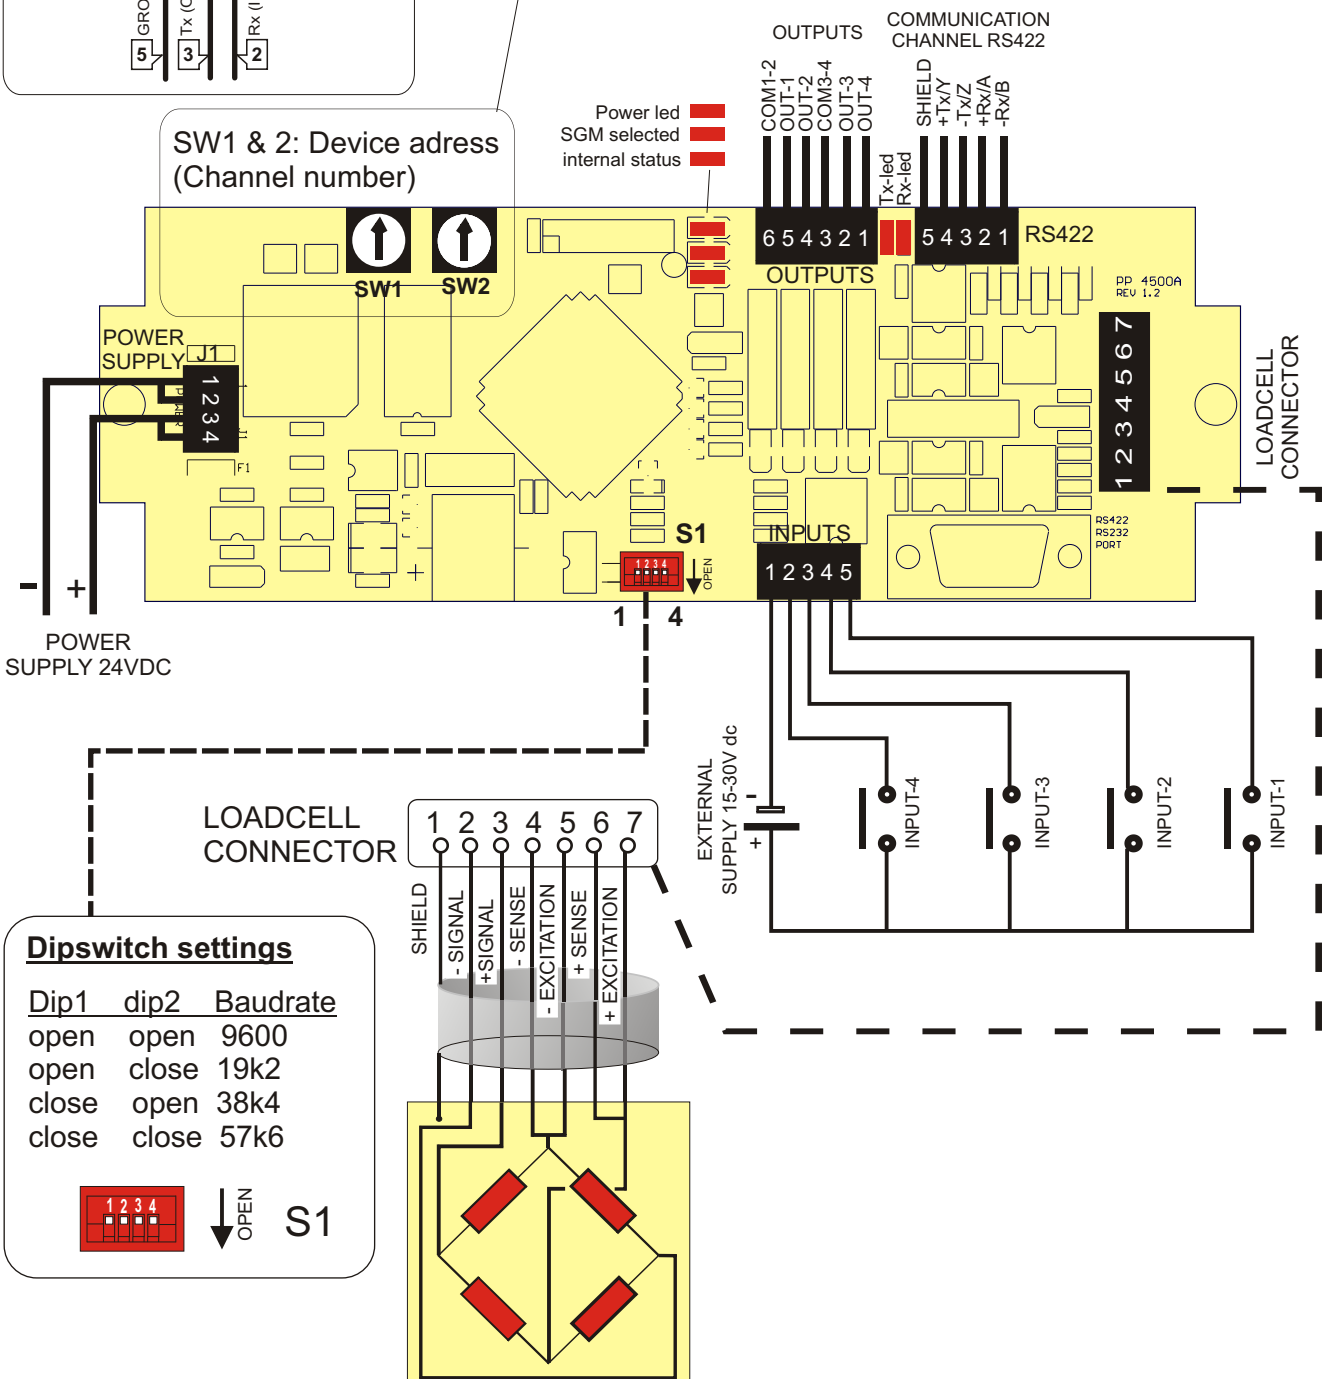 GRO
Tx (
Rx (
5
3
2
SW1 & 2: Device adress
(Channel number)
Power led
SGM selected
internal status
OUTPUTS
COM1-2
OUT-1
OUT-2
COM3-4
OUT-3
OUT-4
Tx-led
Rx-led
COMMUNICATION
CHANNEL RS422
SHIELD
+Tx/Y
-Tx/Z
+Rx/A
-Rx/B
6 5 4 3 2 1
OUTPUTS
5 4 3 2 1
RS422
SW1
SW2
PP 4500A
REV 1.2
POWER
SUPPLY
J1
1 2 3 4
F1
1 2 3 4 5 6 7
LOADCELL
CONNECTOR
RS422
RS232
PORT
S1
1 2 3 4
OPEN
1 4
INPUTS
1 2 3 4 5
- +
POWER
SUPPLY 24VDC
EXTERNAL
SUPPLY 15-30V dc
-
+
INPUT-4
INPUT-3
INPUT-2
INPUT-1
LOADCELL
CONNECTOR
1 2 3 4 5 6 7
SHIELD
- SIGNAL
+SIGNAL
- SENSE
- EXCITATION
+ SENSE
+ EXCITATION
Dipswitch settings
Dip1 dip2 Baudrate
open open 9600
open close 19k2
close open 38k4
close close 57k6
1 2 3 4
OPEN
S1